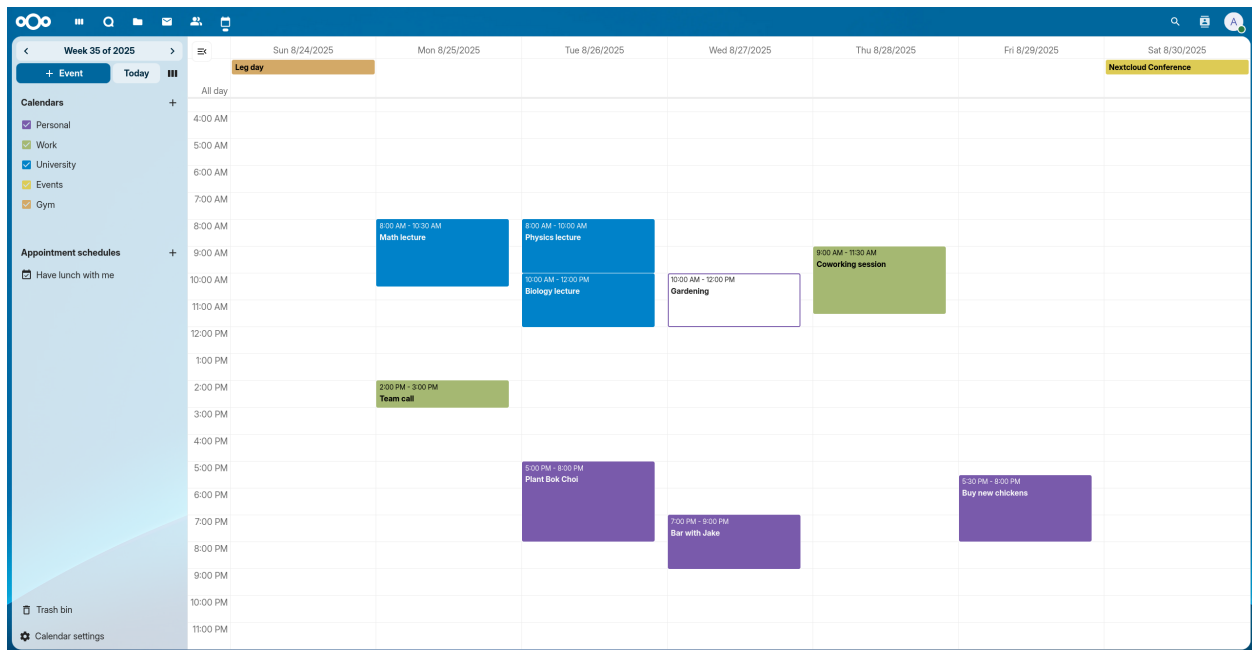 A
Week 35 of 2025
+ Event
Today
Calendars
Personal
Work
University
Events
Gym
Appointment schedules
Have lunch with me
Trash bin
Calendar settings
Sun 8/24/2025
Mon 8/25/2025
Tue 8/26/2025
Wed 8/27/2025
Thu 8/28/2025
Fri 8/29/2025
Sat 8/30/2025
All day
Leg day
Nextcloud Conference
4:00 AM
5:00 AM
6:00 AM
7:00 AM
8:00 AM
9:00 AM
10:00 AM
11:00 AM
12:00 PM
1:00 PM
2:00 PM
3:00 PM
4:00 PM
5:00 PM
6:00 PM
7:00 PM
8:00 PM
9:00 PM
10:00 PM
11:00 PM
8:00 AM - 10:30 AM
Math lecture
2:00 PM - 3:00 PM
Team call
8:00 AM - 10:00 AM
Physics lecture
10:00 AM - 12:00 PM
Biology lecture
5:00 PM - 8:00 PM
Plant Bok Choi
10:00 AM - 12:00 PM
Gardening
7:00 PM - 9:00 PM
Bar with Jake
9:00 AM - 11:30 AM
Coworking session
5:30 PM - 8:00 PM
Buy new chickens